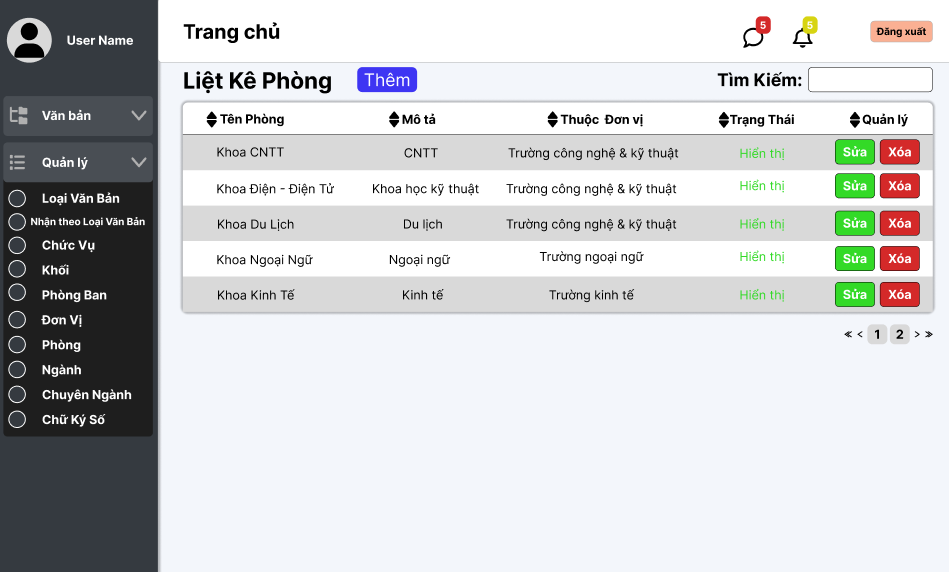 User Name
Trang chủ
5
5
Đăng xuất
Văn bản
Quản lý
Loại Văn Bản
Nhận theo Loại Văn Bản
Chức Vụ
Khối
Phòng Ban
Đơn Vị
Phòng
Ngành
Chuyên Ngành
Chữ Ký Số
Liệt Kê Phòng
Thêm
Tìm Kiếm:
Tên Phòng Mô tả Thuộc Đơn vị Trạng Thái Quản lý
Khoa CNTT CNTT Trường công nghệ & kỹ thuật Hiển thị Sửa Xóa
Khoa Điện - Điện Tử Khoa học kỹ thuật Trường công nghệ & kỹ thuật Hiển thị Sửa Xóa
Khoa Du Lịch Du lịch Trường công nghệ & kỹ thuật Hiển thị Sửa Xóa
Khoa Ngoại Ngữ Ngoại ngữ Trường ngoại ngữ Hiển thị Sửa Xóa
Khoa Kinh Tế Kinh tế Trường kinh tế Hiển thị Sửa Xóa
« < 1 2 > »